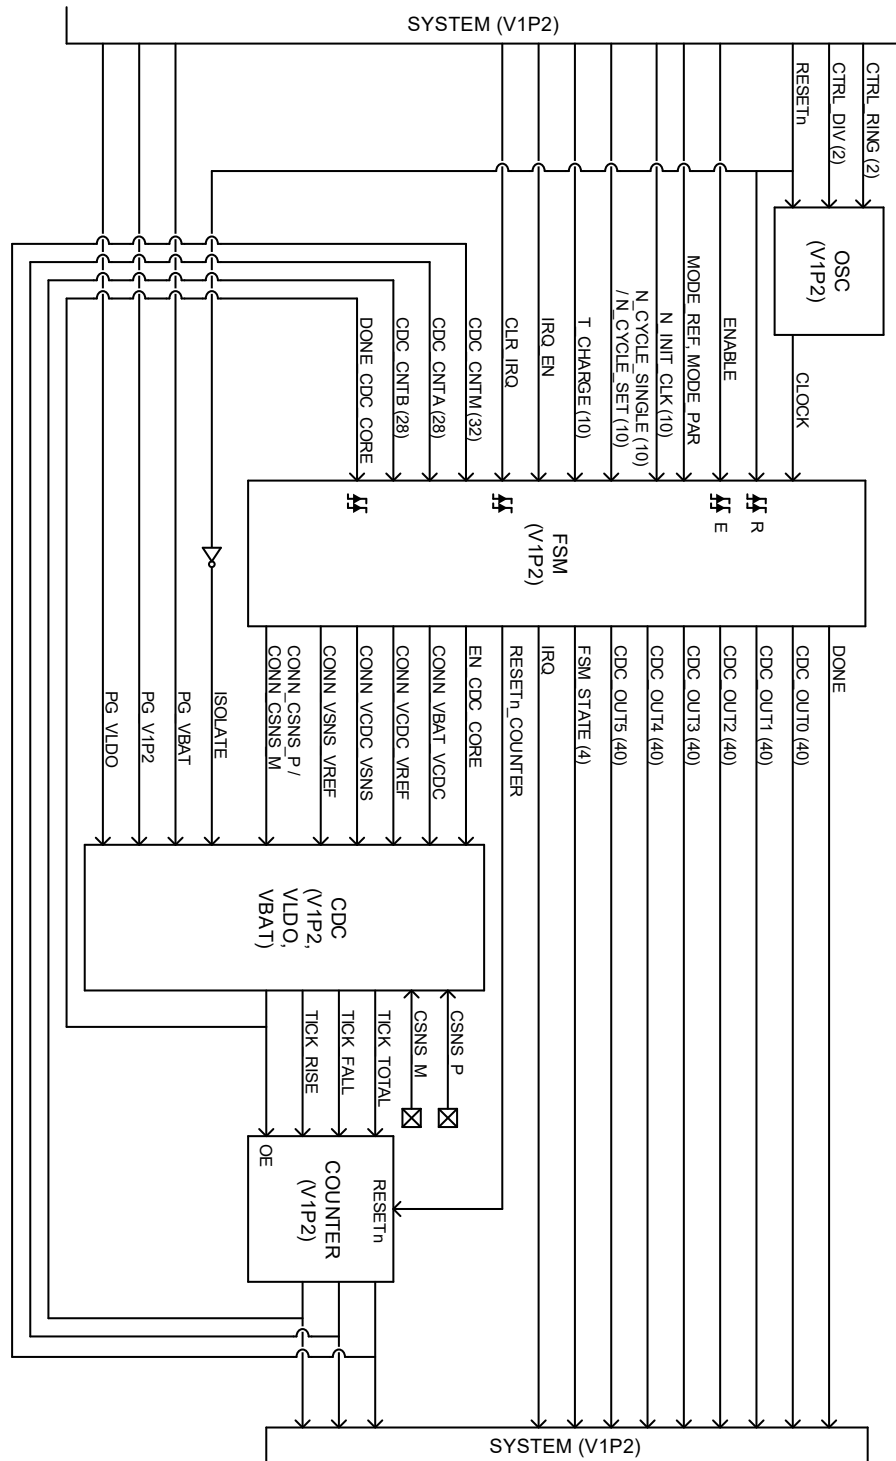 SYSTEM (V1P2)
CTRL_RING (2)
CTRL_DIV (2)
RESETn
OSC
(V1P2)
CLOCK
ENABLE
MODE_REF, MODE_PAR
N_INIT_CLK (10)
N_CYCLE_SINGLE (10)
/ N_CYCLE_SET (10)
T_CHARGE (10)
IRQ_EN
CLR_IRQ
CDC_CNTM (32)
CDC_CNTA (28)
CDC_CNTB (28)
DONE_CDC_CORE
R
E
FSM
(V1P2)
DONE
CDC_OUT0 (40)
CDC_OUT1 (40)
CDC_OUT2 (40)
CDC_OUT3 (40)
CDC_OUT4 (40)
CDC_OUT5 (40)
FSM_STATE (4)
IRQ
RESETn_COUNTER
EN_CDC_CORE
CONN_VBAT_VCDC
CONN_VCDC_VREF
CONN_VCDC_VSNS
CONN_VSNS_VREF
CONN_CSNS_P /
CONN_CSNS_M
ISOLATE
PG_VBAT
PG_V1P2
PG_VLDO
CDC
(V1P2,
VLDO,
VBAT)
CSNS_P
CSNS_M
TICK_TOTAL
TICK_FALL
TICK_RISE
RESETn
OE
COUNTER
(V1P2)
SYSTEM (V1P2)